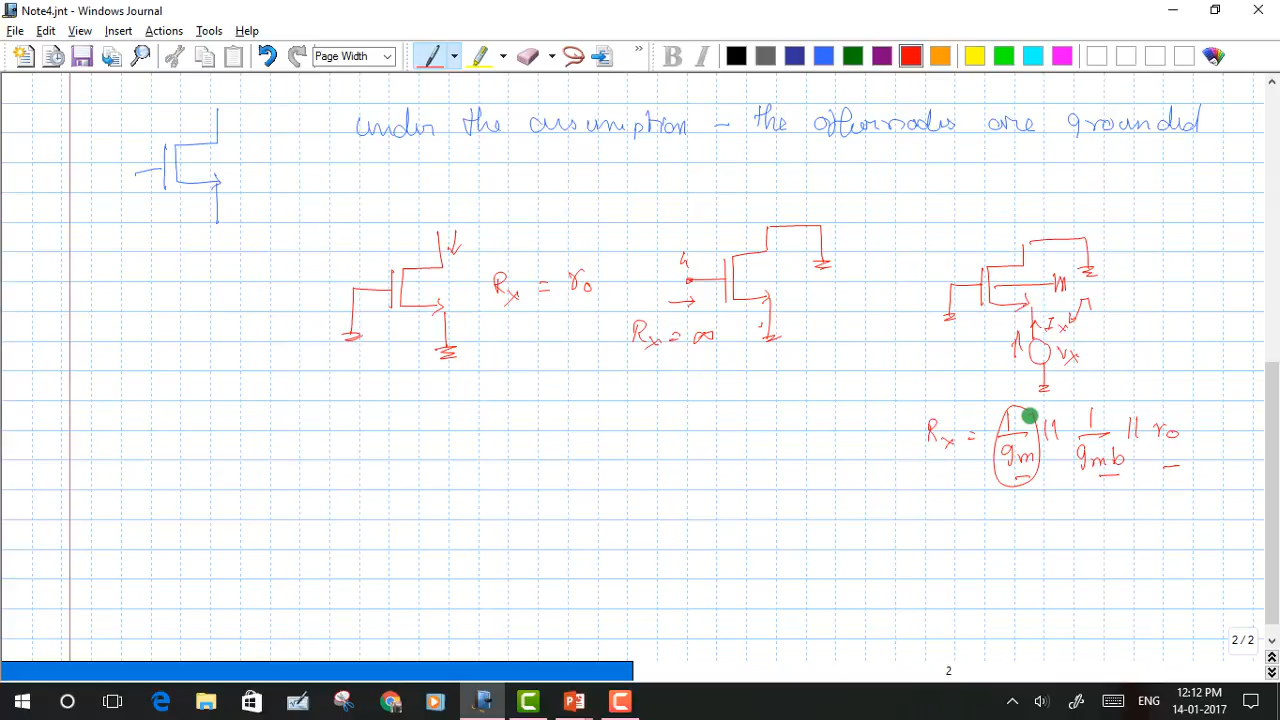 Note4.jnt - Windows Journal
File Edit View Insert Actions Tools Help
Page Width
B I
under the assumption - the other nodes are grounded
Rx = ro
Rx = ∞
Ix
Vx
Rx = 1/gm || 1/gmb || ro
2 / 2
2
ENG
12:12 PM
14-01-2017